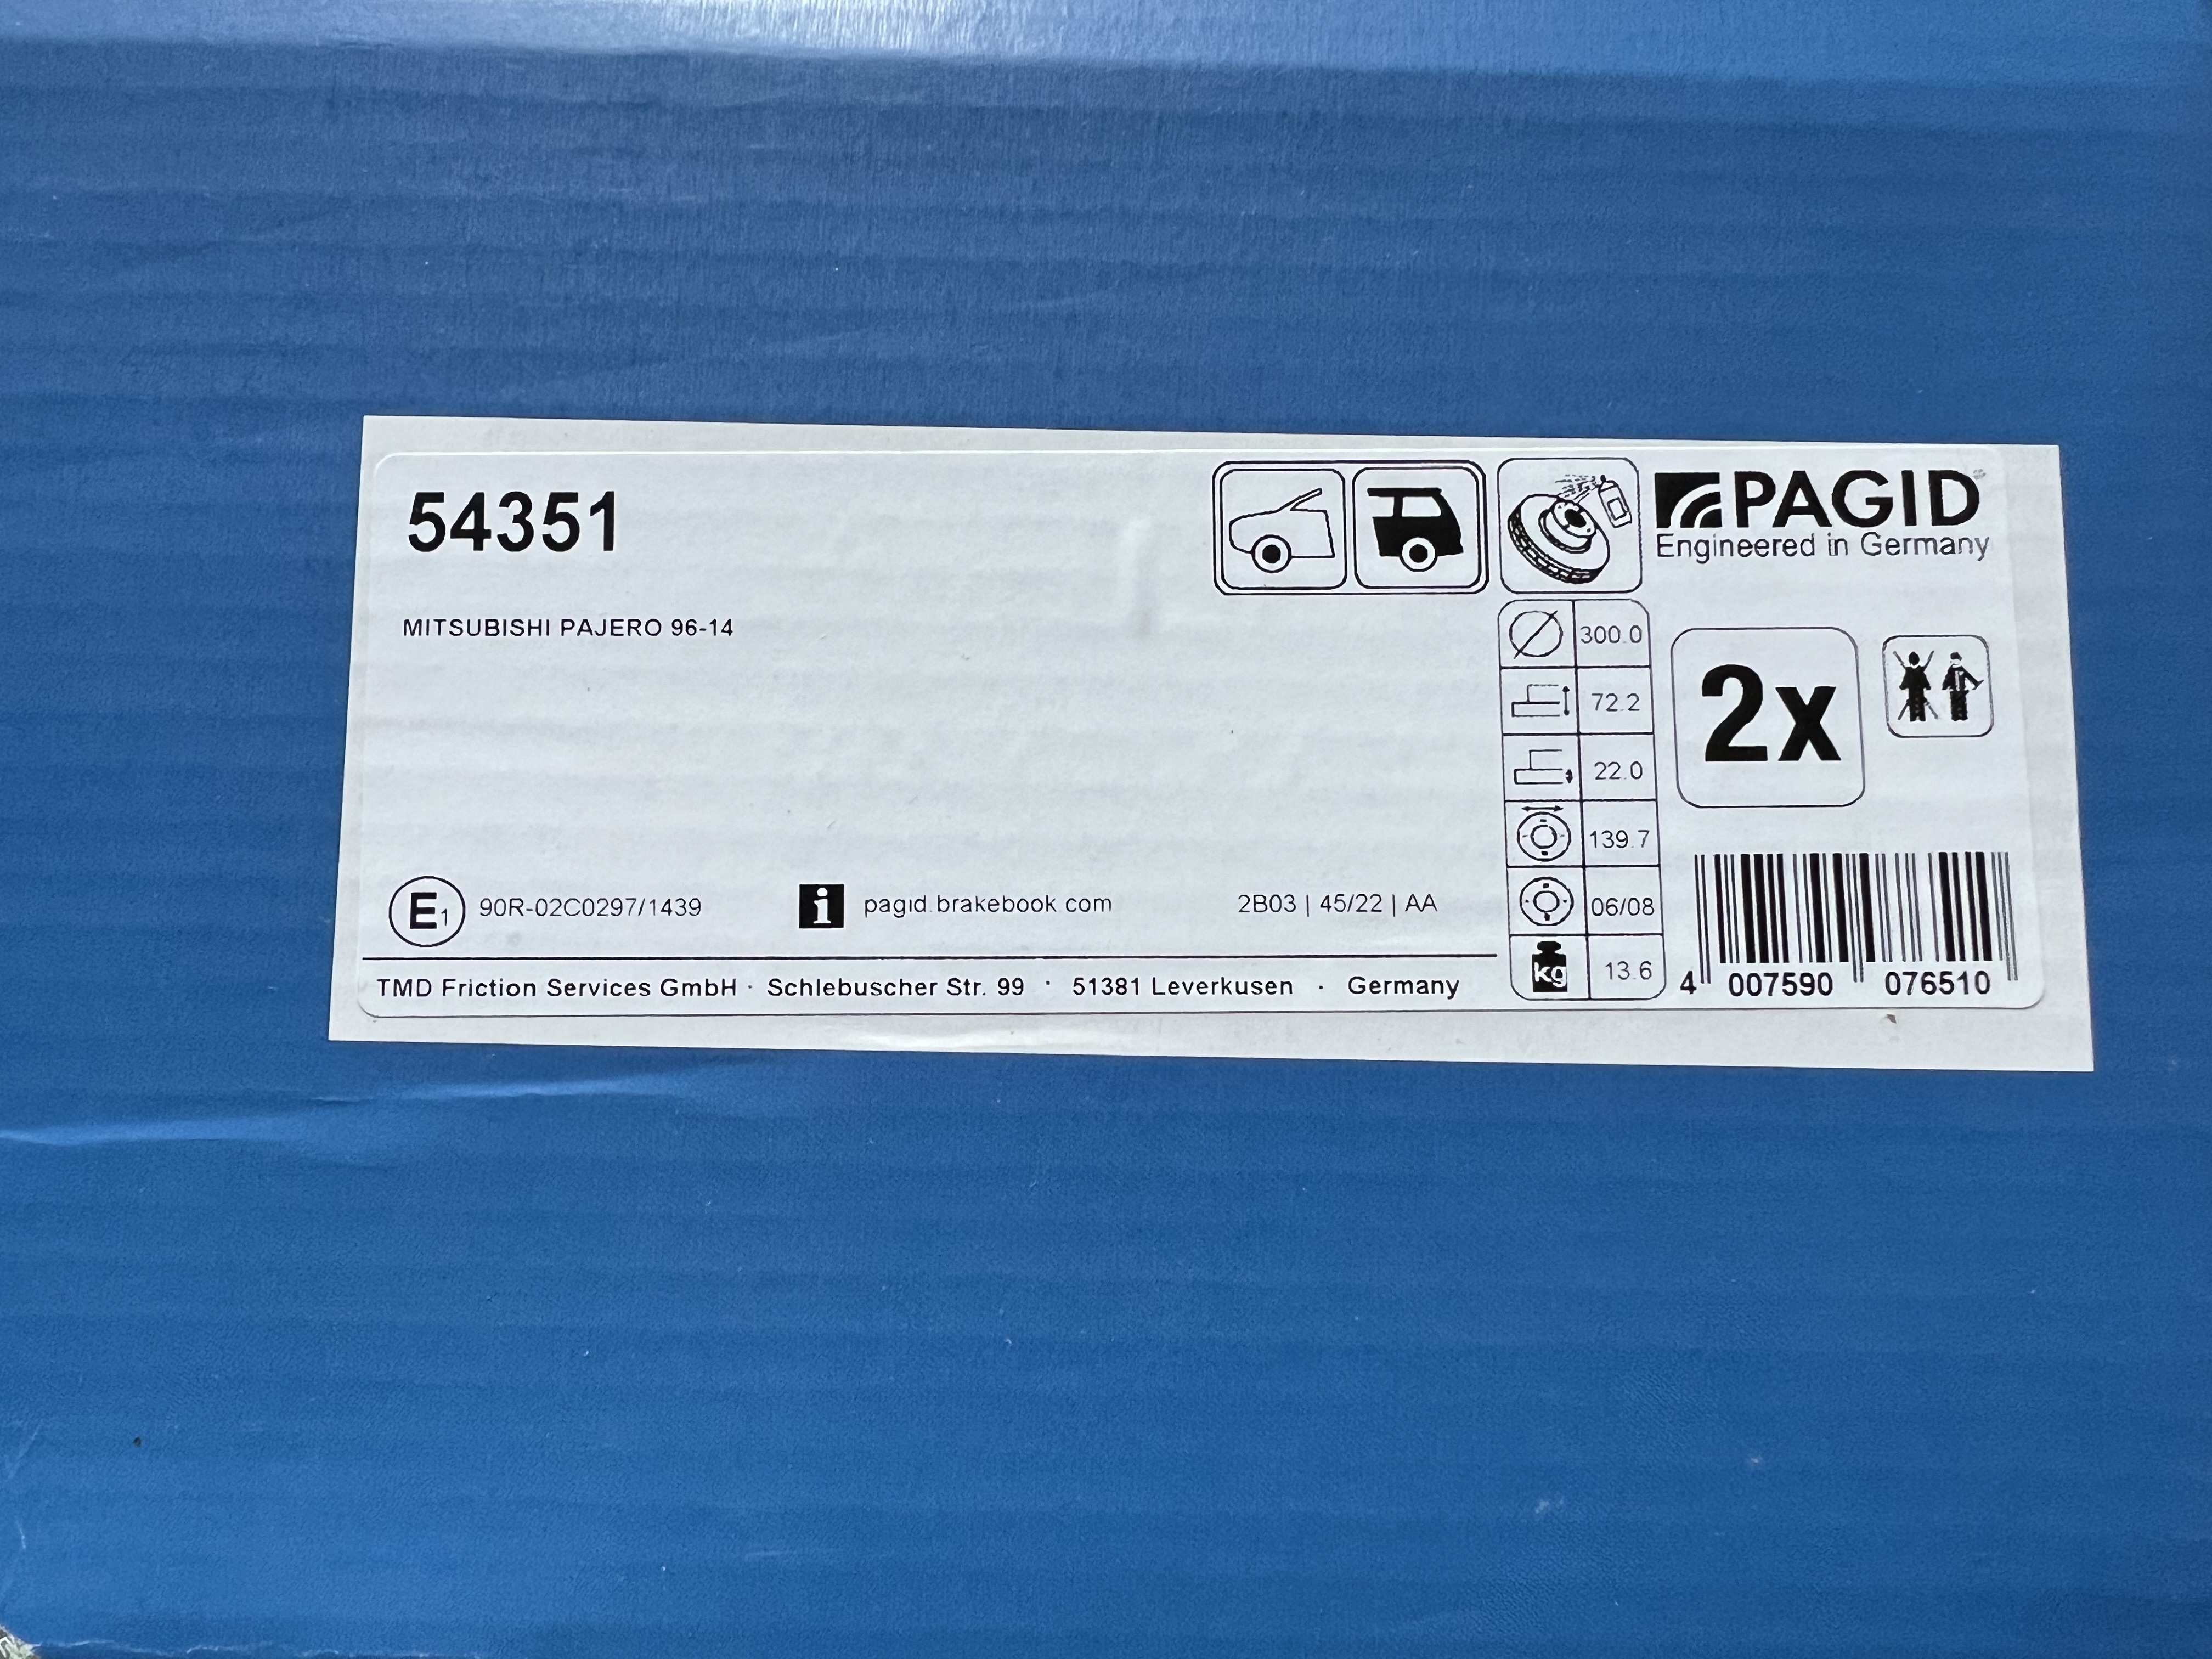 54351
PAGID®
Engineered in Germany
MITSUBISHI PAJERO 96-14
300.0
72.2
22.0
139.7
06/08
kg 13.6
2x
E1 90R-02C0297/1439
i pagid.brakebook.com
2B03 | 45/22 | AA
TMD Friction Services GmbH · Schlebuscher Str. 99 · 51381 Leverkusen · Germany
4 007590 076510